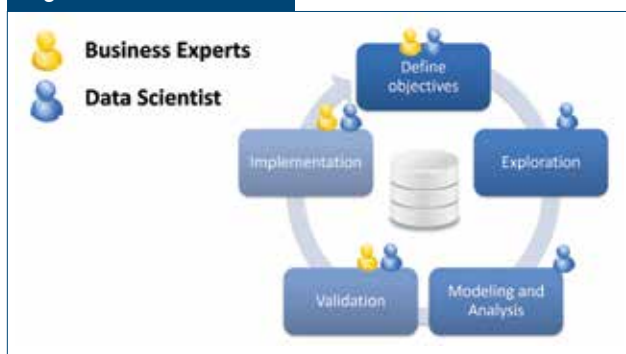 Business Experts
Data Scientist
Define
objectives
Exploration
Modeling and
Analysis
Validation
Implementation